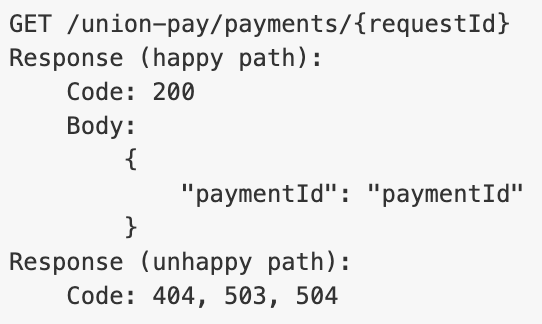 GET /union-pay/payments/{requestId}
Response (happy path):
    Code: 200
    Body:
        {
            "paymentId": "paymentId"
        }
Response (unhappy path):
    Code: 404, 503, 504